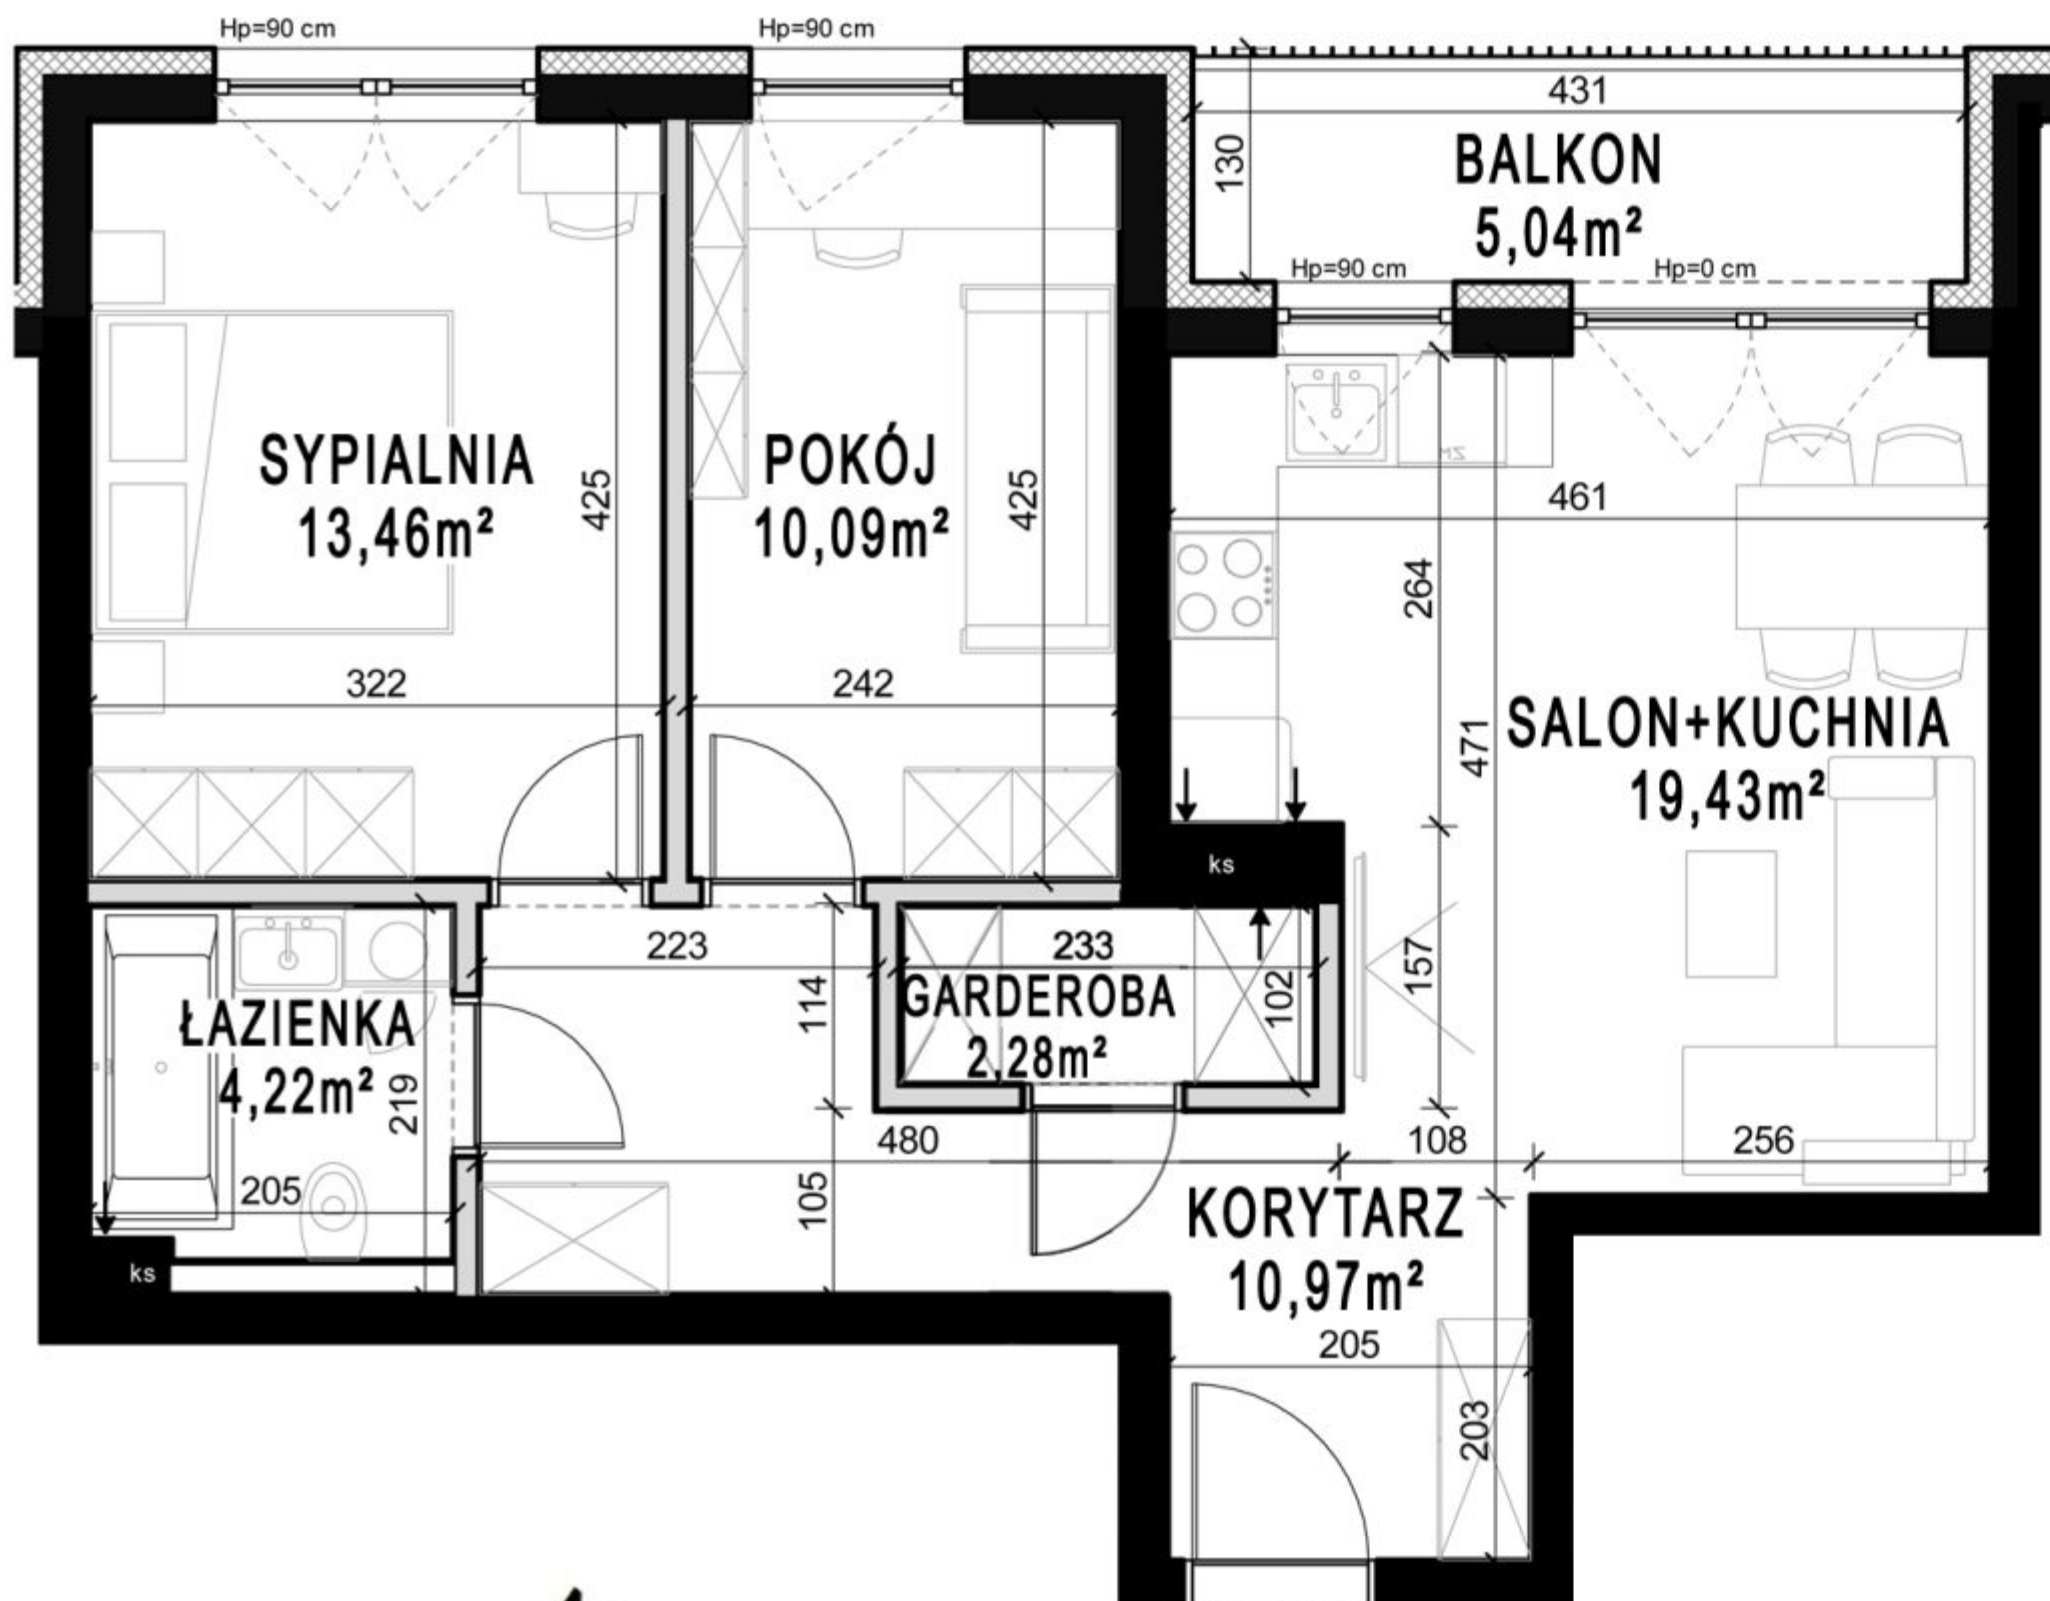 Hp=90 cm
Hp=90 cm
431
130
BALKON
5,04m²
Hp=90 cm
Hp=0 cm
SYPIALNIA
13,46m²
425
POKÓJ
10,09m²
425
ZM
461
264
322
242
471
SALON+KUCHNIA
19,43m²
ks
223
233
114
GARDEROBA
2,28m²
102
157
ŁAZIENKA
4,22m²
219
480
108
256
205
105
KORYTARZ
10,97m²
ks
205
203